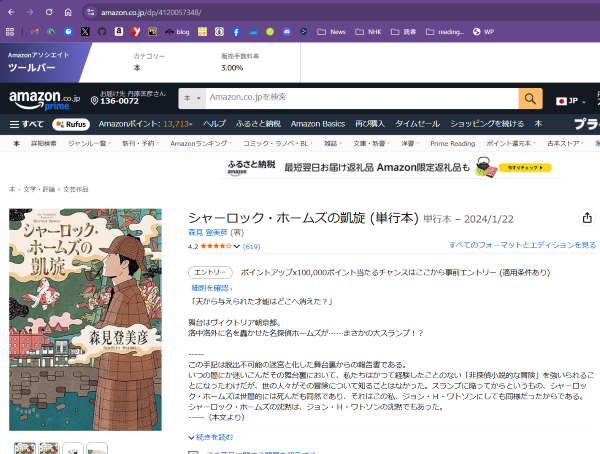 amazon.co.jp/dp/4120057348/
blog
News
NHK
読書
reading...
WP
Amazonアソシエイト
ツールバー
カテゴリー
本
販売手数料率
3.00%
amazon.co.jp
prime
お届け先 丹原匡彦さん
136-0072
本
Amazon.co.jpを検索
JP
すべて
Rufus
Amazonポイント: 13,713
ヘルプ
ふるさと納税
Amazon Basics
再び購入
タイムセール
ショッピングを続ける
本
プラ
本
詳細検索
ジャンル一覧
新刊・予約
Amazonランキング
コミック・ラノベ・BL
雑誌
文庫・新書
洋書
Prime Reading
ポイント還元本
古本ストア
ふるさと納税
amazon
最短翌日お届け返礼品 Amazon限定返礼品も
今すぐチェック
本 › 文学・評論 › 文芸作品
シャーロック・
ホームズの
凱旋
森見登美彦
シャーロック・ホームズの凱旋 (単行本) 単行本 – 2024/1/22
森見 登美彦 (著)
4.2
(619)
すべてのフォーマットとエディションを見る
エントリー
ポイントアップx100,000ポイント当たるチャンスはここから事前エントリー (適用条件あり)
細則を確認 ›
「天から与えられた才能はどこへ消えた？」
舞台はヴィクトリア朝京都。
洛中洛外に名を轟かせた名探偵ホームズが……まさかの大スランプ！？
-----
この手記は脱出不可能の迷宮と化した舞台裏からの報告書である。
いつの間にか迷いこんだその舞台裏において、私たちはかつて経験したことのない「非探偵小説的な冒険」を強いられる
ことになったわけだが、世の人々がその冒険について知ることはなかった。スランプに陥ってからというもの、シャーロッ
ク・ホームズは世間的には死んだも同然であり、それはこの私、ジョン・H・ワトソンにしても同様だったからである。
シャーロック・ホームズの沈黙は、ジョン・H・ワトソンの沈黙でもあった。
-----（本文より）
続きを読む